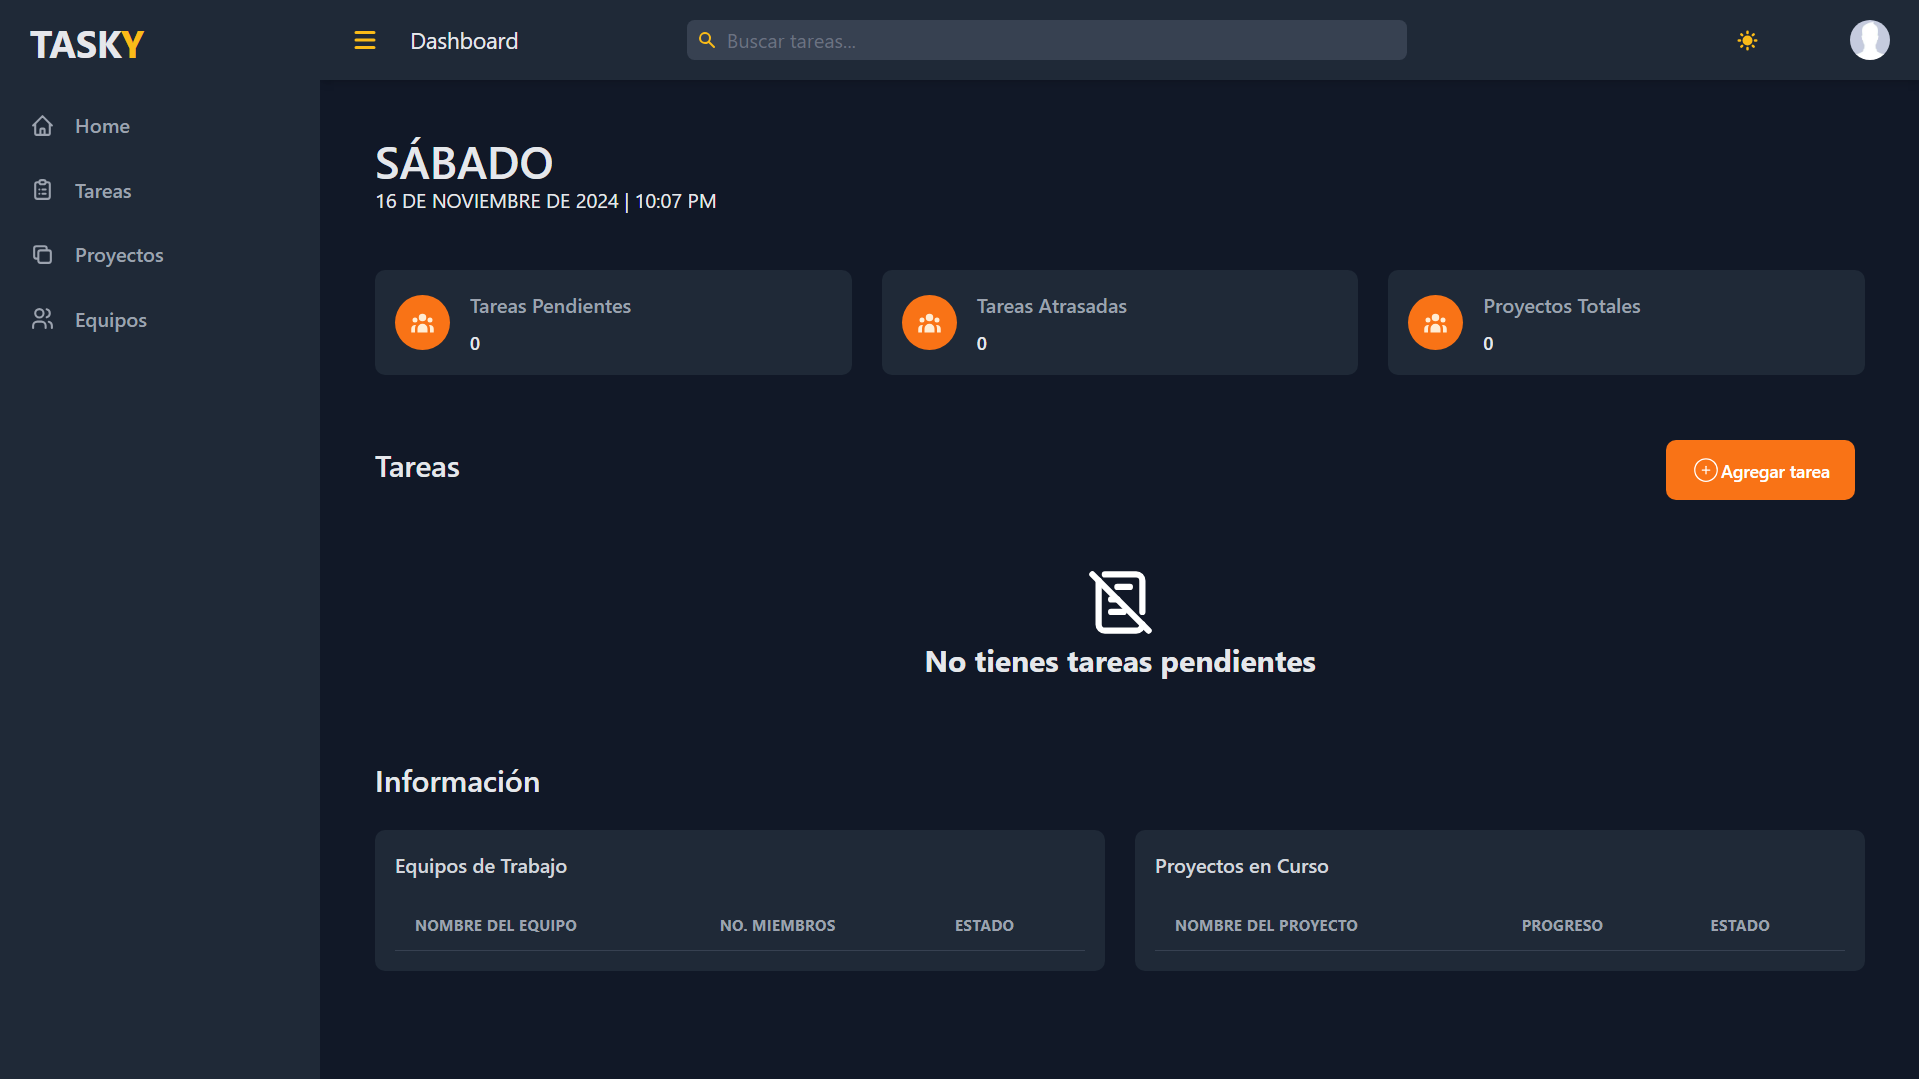 TASKY
Dashboard
Buscar tareas...
Home
Tareas
Proyectos
Equipos
SÁBADO
16 DE NOVIEMBRE DE 2024 | 10:07 PM
Tareas Pendientes
0
Tareas Atrasadas
0
Proyectos Totales
0
Tareas
Agregar tarea
No tienes tareas pendientes
Información
Equipos de Trabajo
NOMBRE DEL EQUIPO NO. MIEMBROS ESTADO
Proyectos en Curso
NOMBRE DEL PROYECTO PROGRESO ESTADO